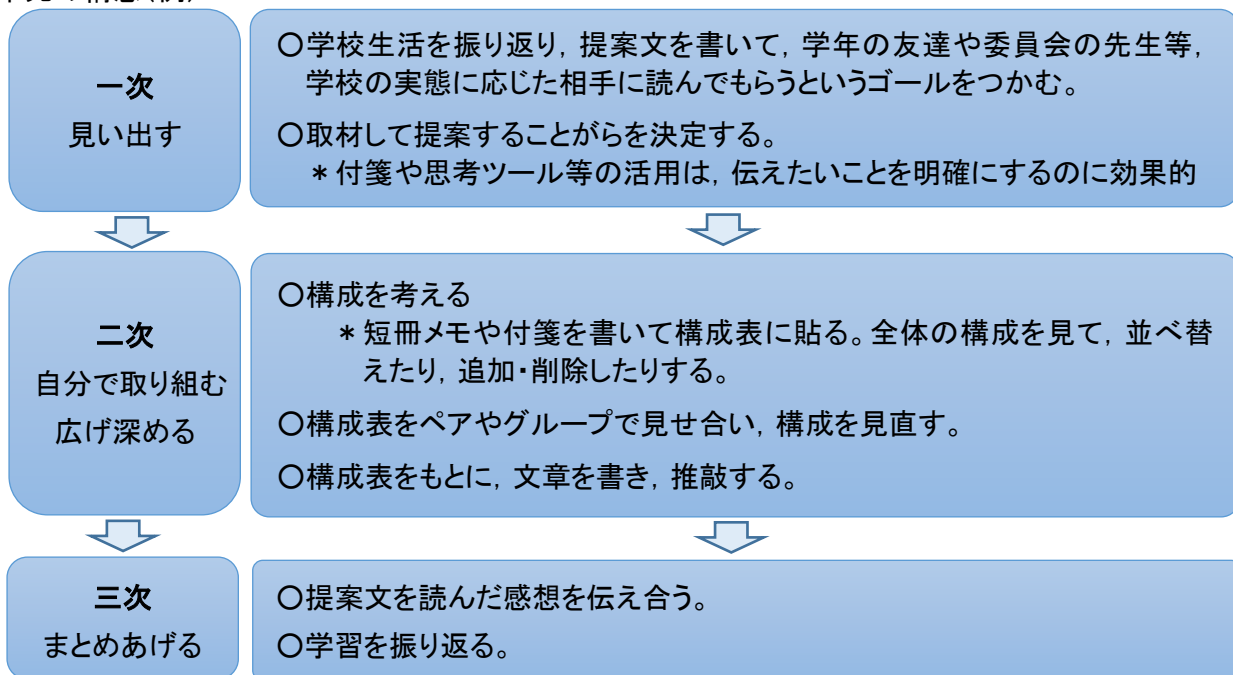 一次
見い出す
〇学校生活を振り返り，提案文を書いて，学年の友達や委員会の先生等，
学校の実態に応じた相手に読んでもらうというゴールをつかむ。
〇取材して提案することがらを決定する。
＊付箋や思考ツール等の活用は，伝えたいことを明確にするのに効果的
二次
自分で取り組む
広げ深める
〇構成を考える
＊短冊メモや付箋を書いて構成表に貼る。全体の構成を見て，並べ替
えたり，追加・削除したりする。
〇構成表をペアやグループで見せ合い，構成を見直す。
〇構成表をもとに，文章を書き，推敲する。
三次
まとめあげる
〇提案文を読んだ感想を伝え合う。
〇学習を振り返る。